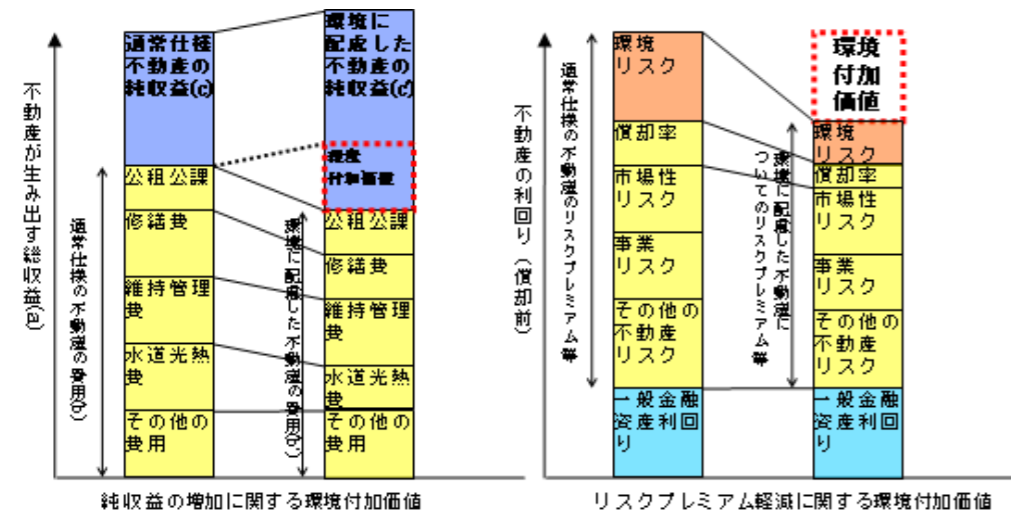 不動産が生み出す総収益(a)
通常仕様の不動産の費用(b)
通常仕様
不動産の
純収益(c)
公租公課
修繕費
維持管理
費
水道光熱
費
その他の
費用
環境に配慮した不動産の費用(b')
環境に
配慮した
不動産の
純収益(c'
環境
付加価値
公租公課
修繕費
維持管理
費
水道光熱
費
その他の
費用
純収益の増加に関する環境付加価値
不動産の利回り(償却前)
通常仕様の不動産のリスクプレミアム等
環境
リスク
償却率
市場性
リスク
事業
リスク
その他の
不動産
リスク
一般金融
資産利回
り
環境に配慮した不動産に
ついてのリスクプレミアム等
環境
付加
価値
環境
リスク
償却率
市場性
リスク
事業
リスク
その他の
不動産
リスク
一般金融
資産利回
り
リスクプレミアム軽減に関する環境付加価値